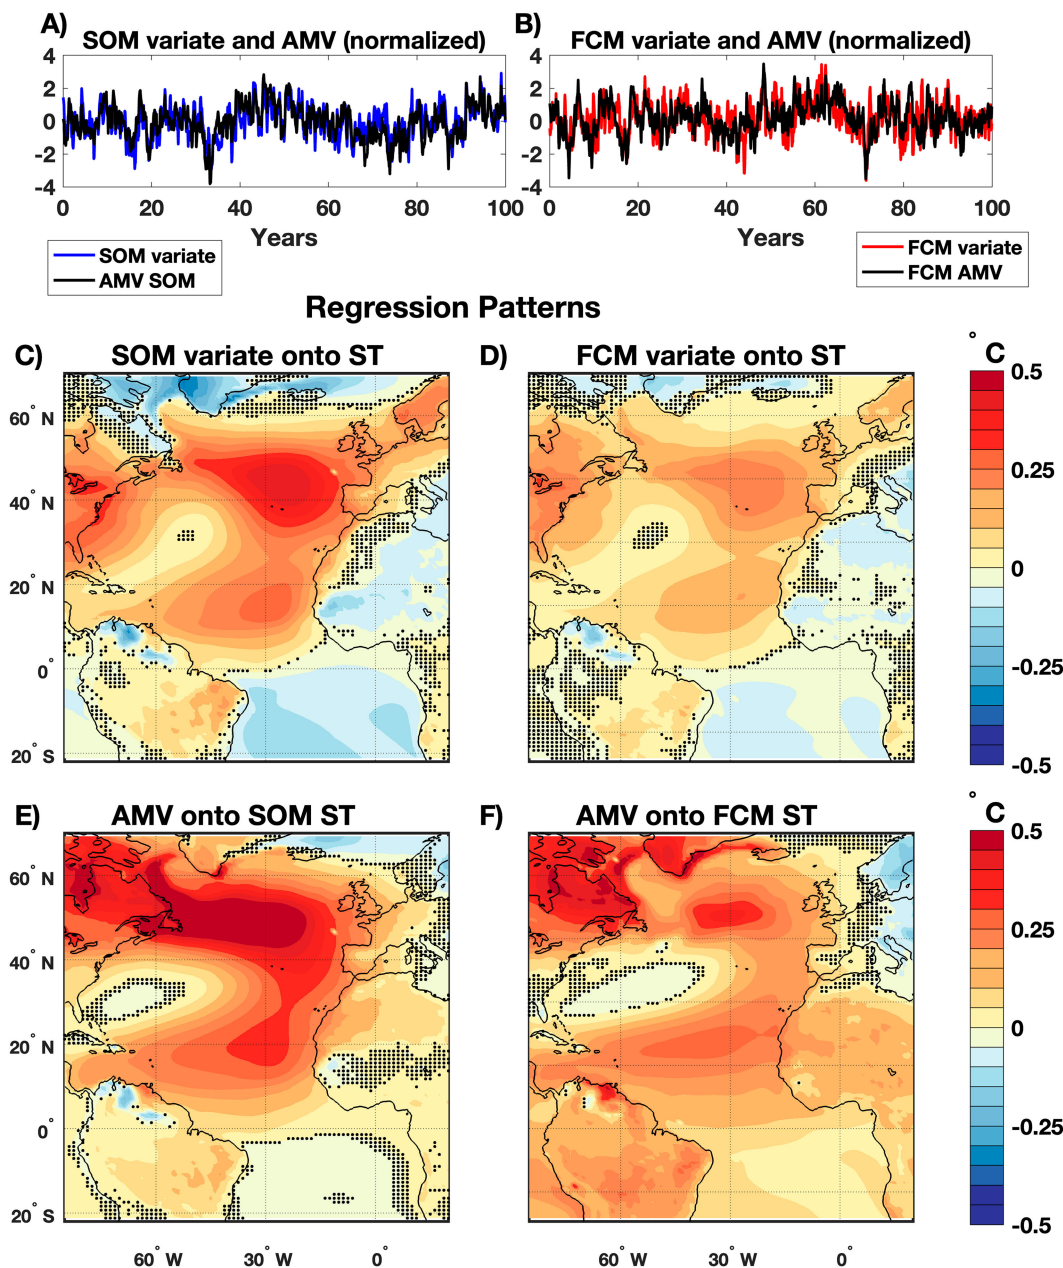 A) B)
SOM variate and AMV (normalized) FCM variate and AMV (normalized)
4 4
2 2
0 0
-2 -2
-4 -4
0 20 40 60 80 100 0 20 40 60 80 100
Years Years
SOM variate FCM variate
AMV SOM FCM AMV
Regression Patterns
C) SOM variate onto ST D) FCM variate onto ST ° C
0.5
60° N
0.25
40° N
20° N 0
0° -0.25
20° S -0.5
E) AMV onto SOM ST F) AMV onto FCM ST ° C
0.5
60° N
0.25
40° N
20° N 0
0° -0.25
20° S -0.5
60° W 30° W 0° 60° W 30° W 0°